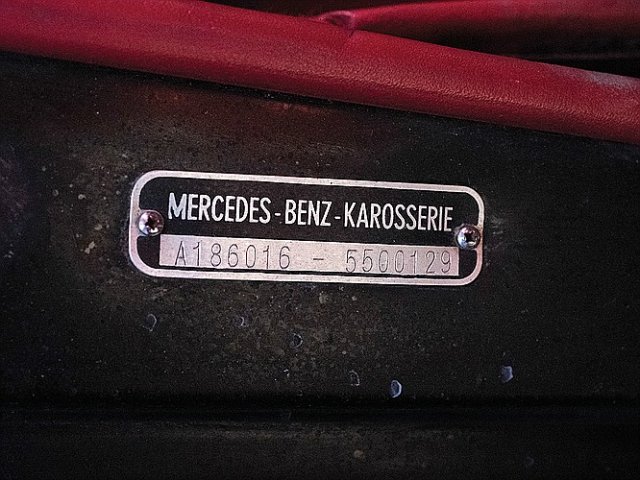 MERCEDES-BENZ-KAROSSERIE
A186016 - 5500129